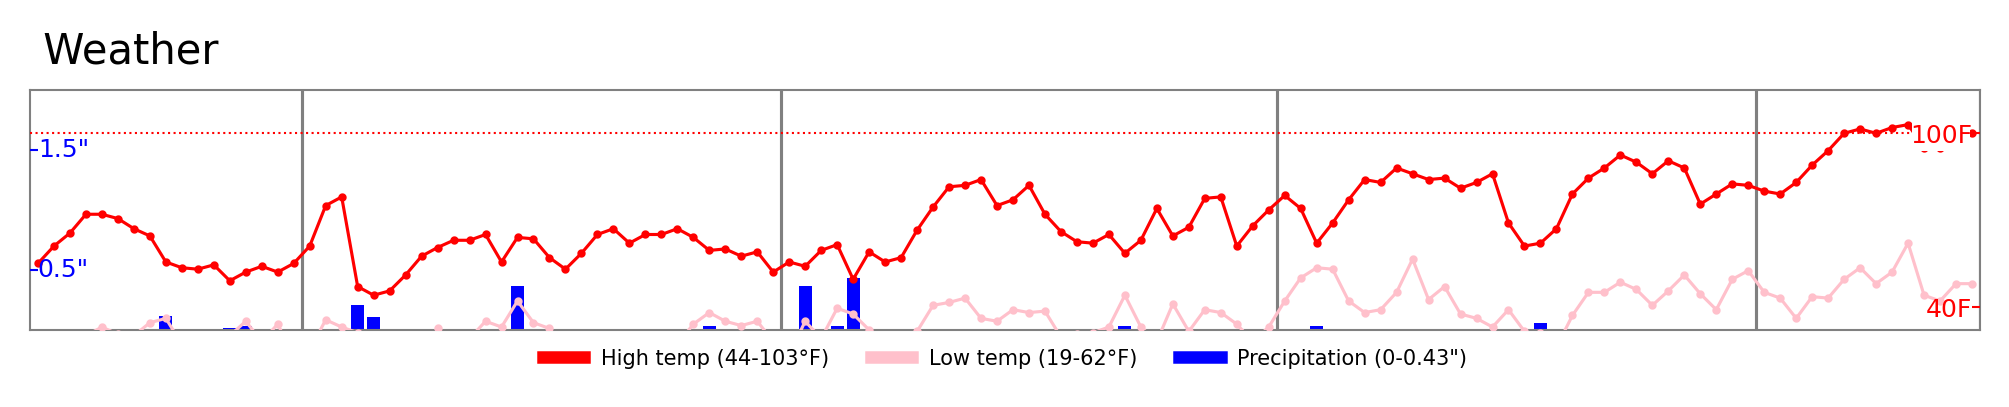 Weather
1.5"
100F
0.5"
40F
High temp (44-103°F)
Low temp (19-62°F)
Precipitation (0-0.43")